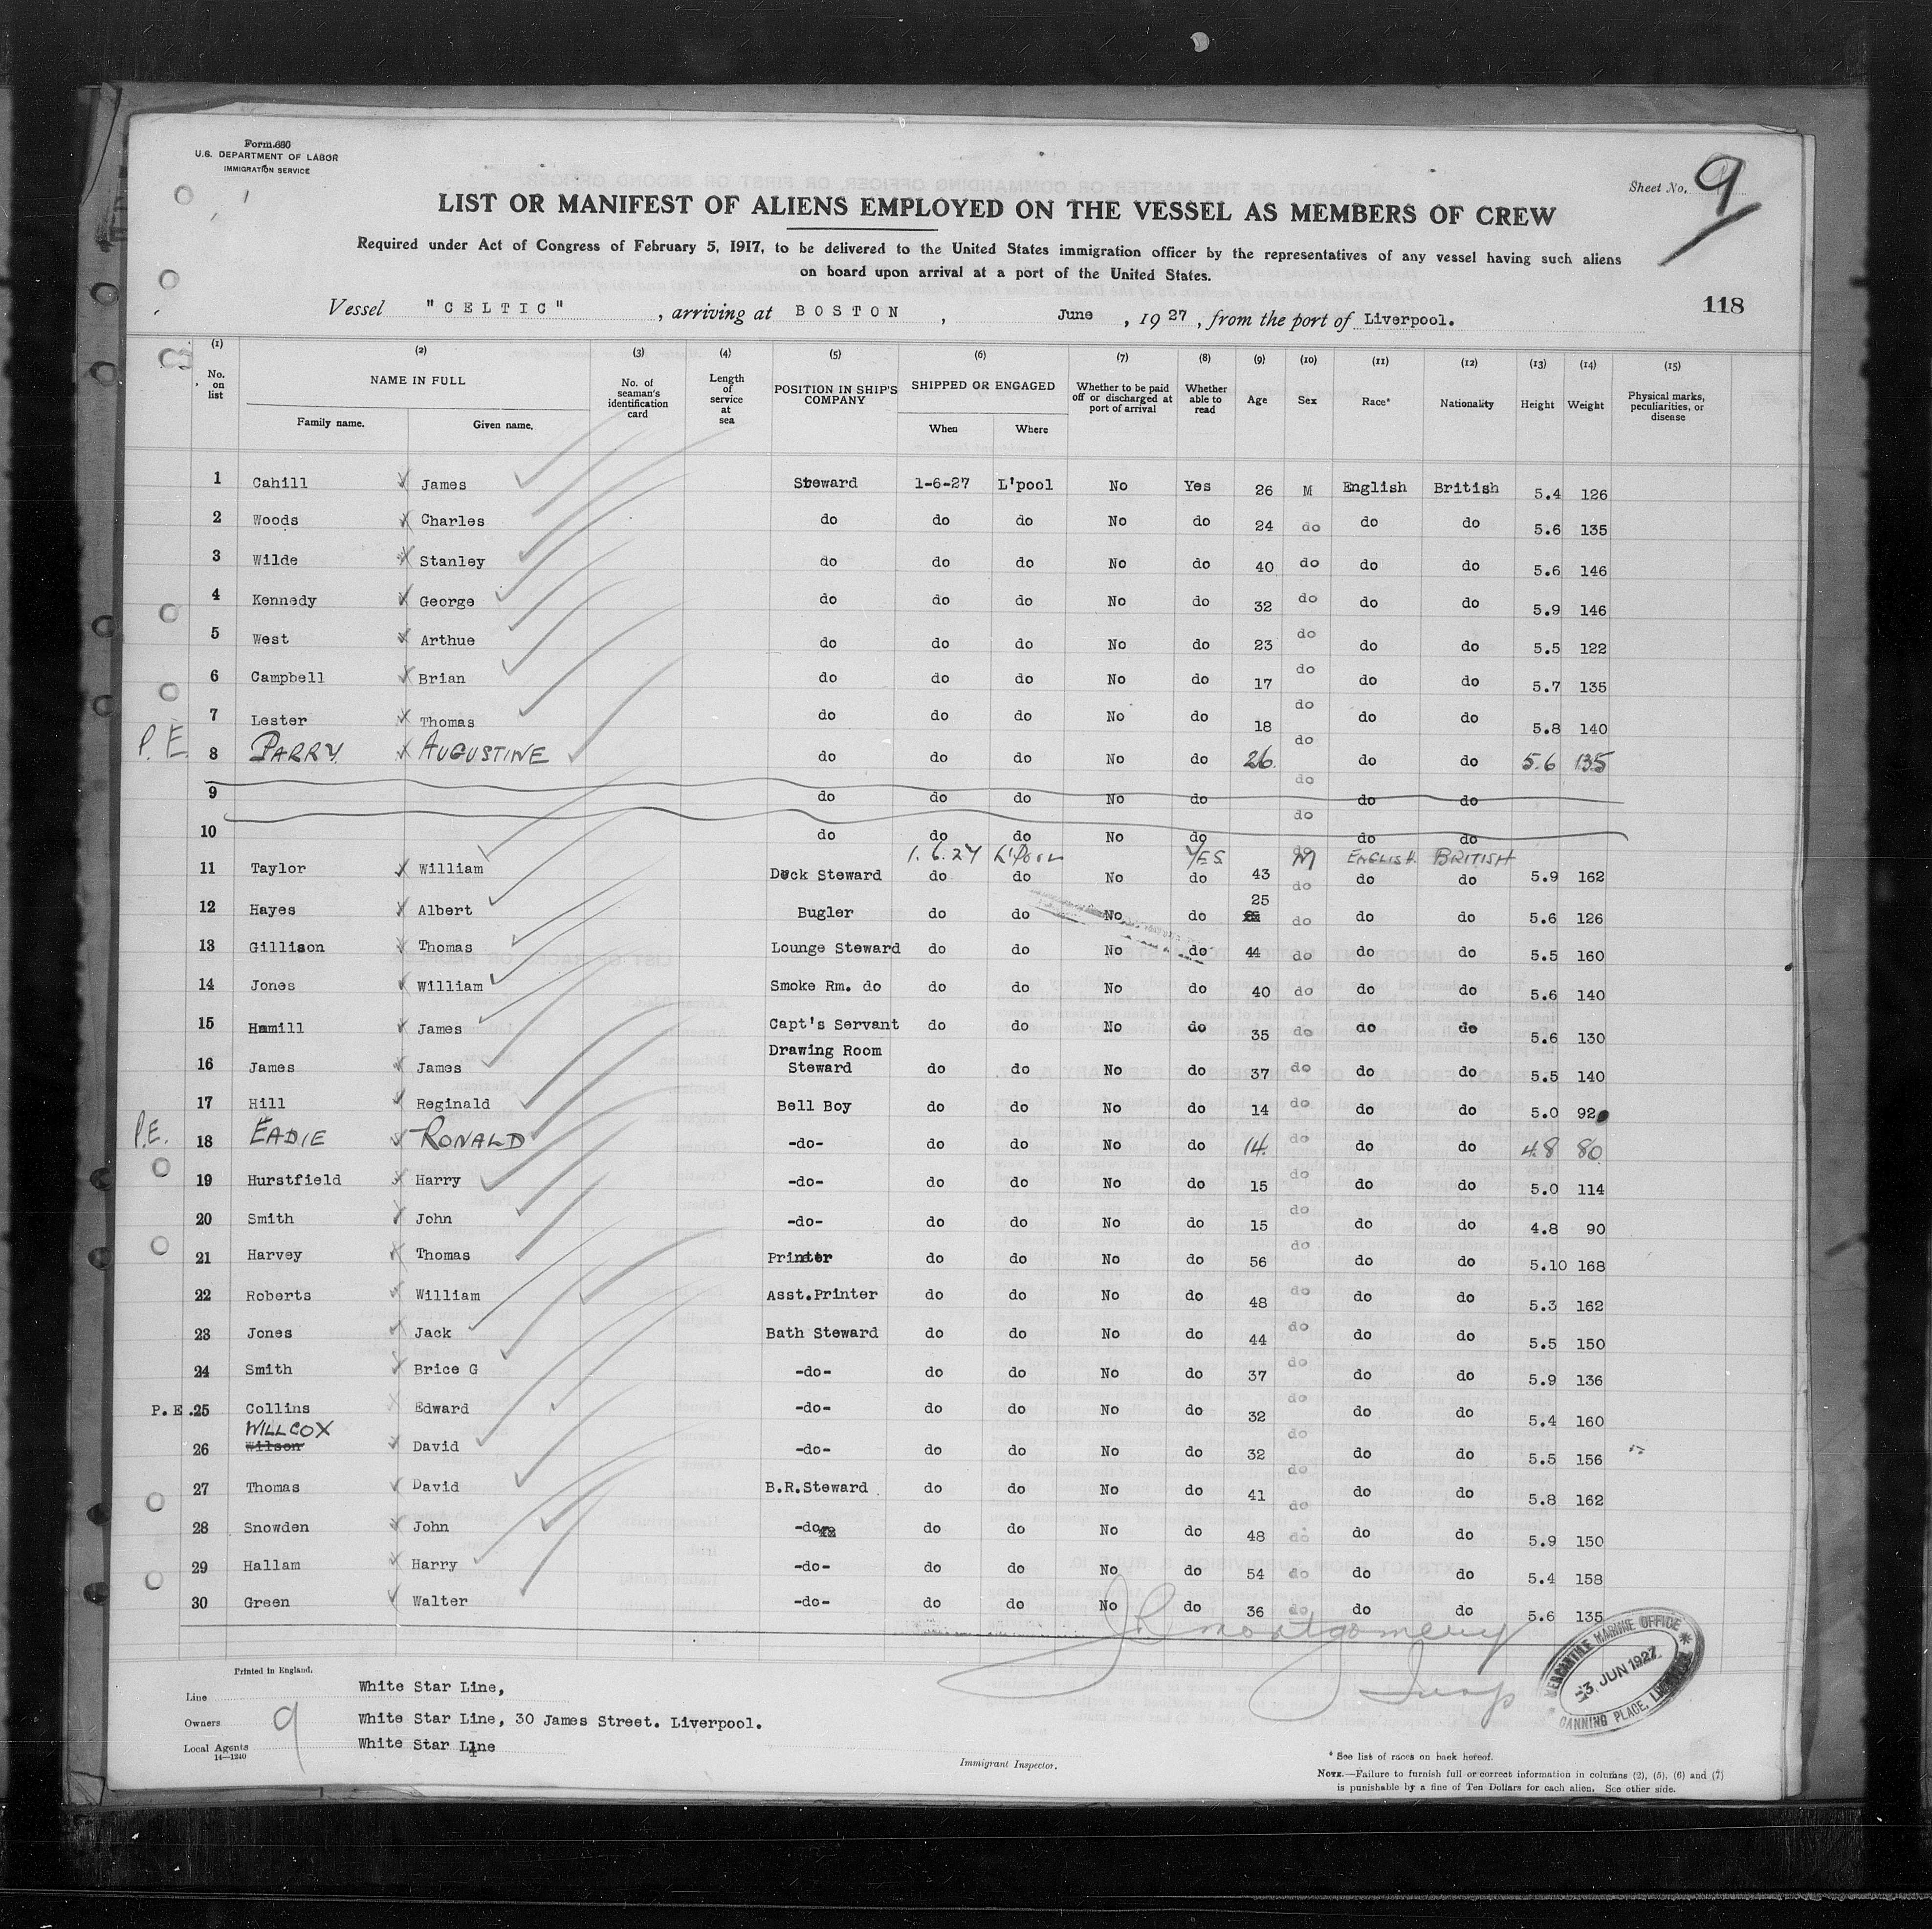 Form 680
U.S. DEPARTMENT OF LABOR
IMMIGRATION SERVICE
Sheet No. 9
LIST OR MANIFEST OF ALIENS EMPLOYED ON THE VESSEL AS MEMBERS OF CREW
Required under Act of Congress of February 5, 1917, to be delivered to the United States immigration officer by the representatives of any vessel having such aliens
on board upon arrival at a port of the United States.
118
Vessel "CELTIC", arriving at BOSTON, June, 1927, from the port of Liverpool.
(1) (2) (3) (4) (5) (6) (7) (8) (9) (10) (11) (12) (13) (14) (15)
No. on list NAME IN FULL Family name. Given name. No. of seaman's identification card Length of service at sea POSITION IN SHIP'S COMPANY SHIPPED OR ENGAGED When Where Whether to be paid off or discharged at port of arrival Whether able to read Age Sex Race* Nationality Height Weight Physical marks, peculiarities, or disease
1 Cahill James Steward 1-6-27 L'pool No Yes 26 M English British 5.4 126
2 Woods Charles do do do No do 24 do do do 5.6 135
3 Wilde Stanley do do do No do 40 do do do 5.6 146
4 Kennedy George do do do No do 32 do do do 5.9 146
5 West Arthue do do do No do 23 do do do 5.5 122
6 Campbell Brian do do do No do 17 do do do 5.7 135
7 Lester Thomas do do do No do 18 do do do 5.8 140
P.E. 8 PARRY AUGUSTINE do do do No do 26. do do do 5.6 135
9 do do do No do do do do
10 do do do No do do do do
1.6.27 L'Pool YES M ENGLISH BRITISH
11 Taylor William Deck Steward do do No do 43 do do do 5.9 162
12 Hayes Albert Bugler do do No do 25 do do do 5.6 126
13 Gillison Thomas Lounge Steward do do No do 44 do do do 5.5 160
14 Jones William Smoke Rm. do do do No do 40 do do do 5.6 140
15 Hamill James Capt's Servant do do No do 35 do do do 5.6 130
16 James James Drawing Room Steward do do No do 37 do do do 5.5 140
17 Hill Reginald Bell Boy do do No do 14 do do do 5.0 92
P.E. 18 EADIE RONALD -do- do do No do 14. do do do 4.8 80
19 Hurstfield Harry -do- do do No do 15 do do do 5.0 114
20 Smith John -do- do do No do 15 do do do 4.8 90
21 Harvey Thomas Printer do do No do 56 do do do 5.10 168
22 Roberts William Asst.Printer do do No do 48 do do do 5.3 162
23 Jones Jack Bath Steward do do No do 44 do do do 5.5 150
24 Smith Brice G -do- do do No do 37 do do do 5.9 136
P.E. 25 Collins Edward -do- do do No do 32 do do do 5.4 160
WILLCOX
26 Wilson David -do- do do No do 32 do do do 5.5 156
27 Thomas David B.R.Steward do do No do 41 do do do 5.8 162
28 Snowden John -do- do do No do 48 do do do 5.9 150
29 Hallam Harry -do- do do No do 54 do do do 5.4 158
30 Green Walter -do- do do No do 36 do do do 5.6 135
Montgomery
Insp
MERCANTILE MARINE OFFICE
3 JUN 1927
CANNING PLACE, LIVERPOOL
Printed in England.
Line White Star Line,
Owners White Star Line, 30 James Street. Liverpool.
Local Agents White Star Line
9
14—1240
Immigrant Inspector.
* See list of races on back hereof.
NOTE.—Failure to furnish full or correct information in columns (2), (5), (6) and (7)
is punishable by a fine of Ten Dollars for each alien. See other side.